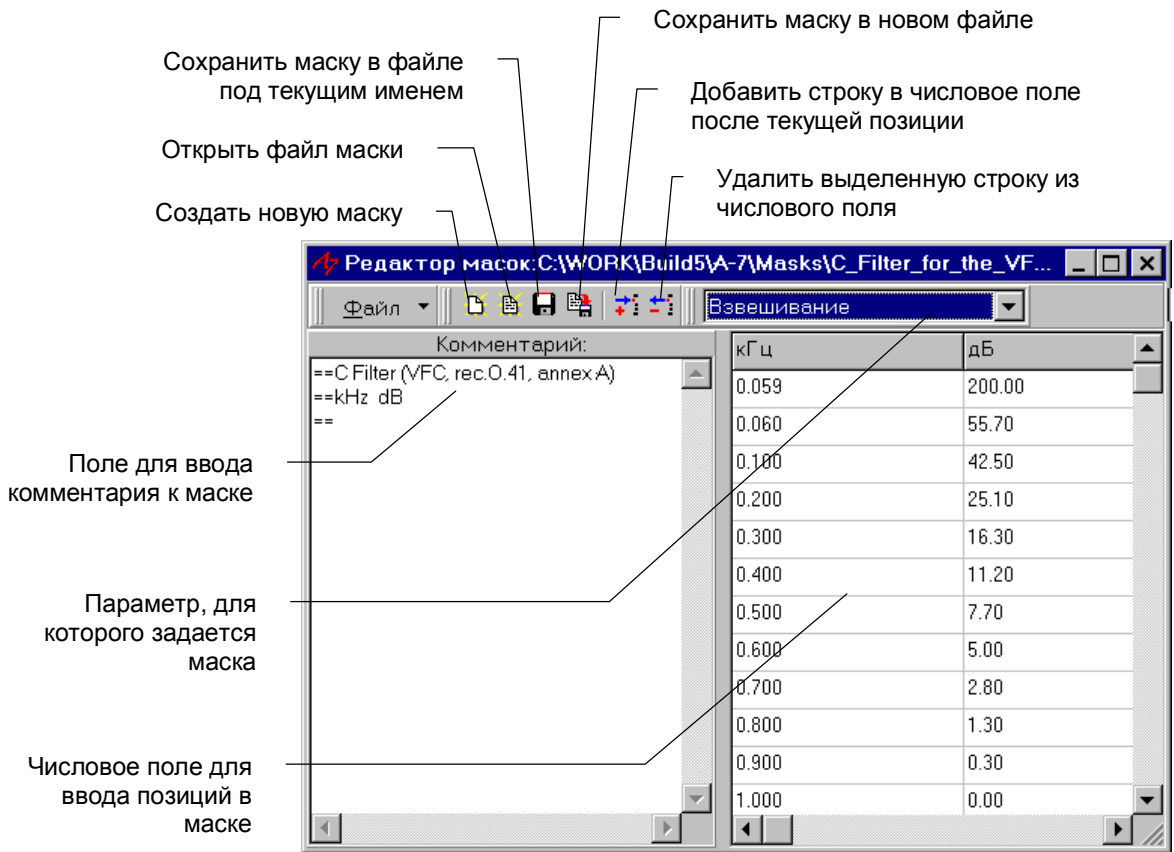 Сохранить маску в новом файле
Сохранить маску в файле
под текущим именем
Добавить строку в числовое поле
после текущей позиции
Открыть файл маски
Удалить выделенную строку из
числового поля
Создать новую маску
Редактор масок:C:\WORK\Build5\A-7\Masks\C_Filter_for_the_VF...
Файл
Взвешивание
Комментарий:
==C Filter (VFC, rec.O.41, annex A)
==kHz dB
==
кГц дБ
0.059 200.00
0.060 55.70
0.100 42.50
0.200 25.10
0.300 16.30
0.400 11.20
0.500 7.70
0.600 5.00
0.700 2.80
0.800 1.30
0.900 0.30
1.000 0.00
Поле для ввода
комментария к маске
Параметр, для
которого задается
маска
Числовое поле для
ввода позиций в
маске